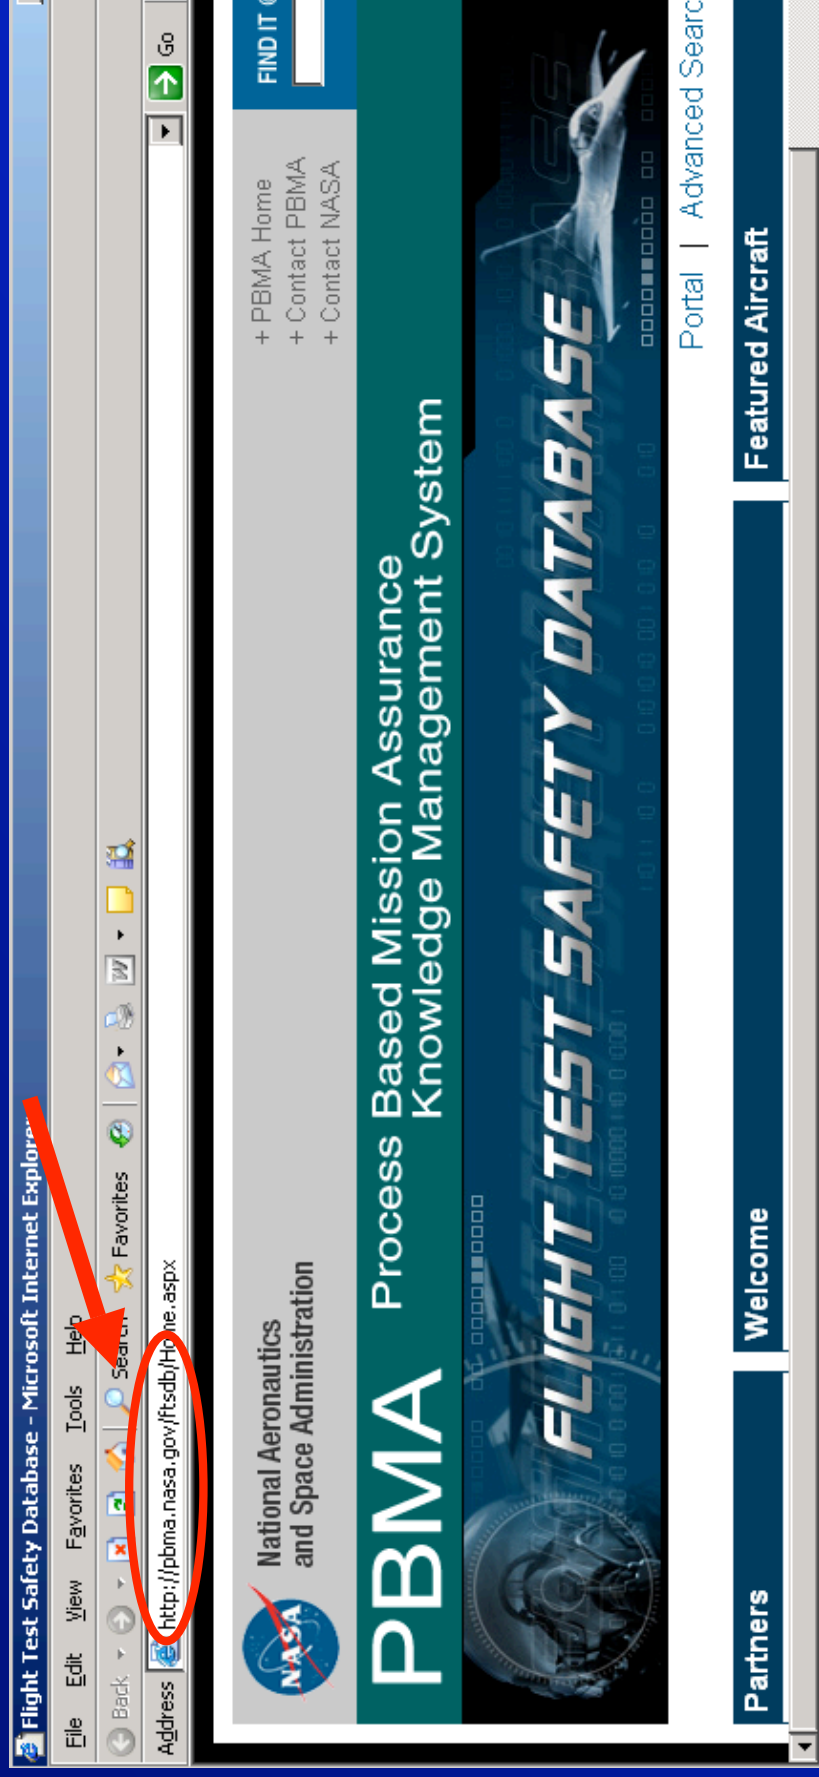 Flight Test Safety Database - Microsoft Internet Explorer
File Edit View Favorites Tools Help
Back Search Favorites
Address http://pbma.nasa.gov/ftsdb/Home.aspx Go
NASA
National Aeronautics
and Space Administration
+ PBMA Home
+ Contact PBMA
+ Contact NASA
FIND IT
PBMA Process Based Mission Assurance
Knowledge Management System
FLIGHT TEST SAFETY DATABASE
Portal | Advanced Searc
Partners Welcome Featured Aircraft